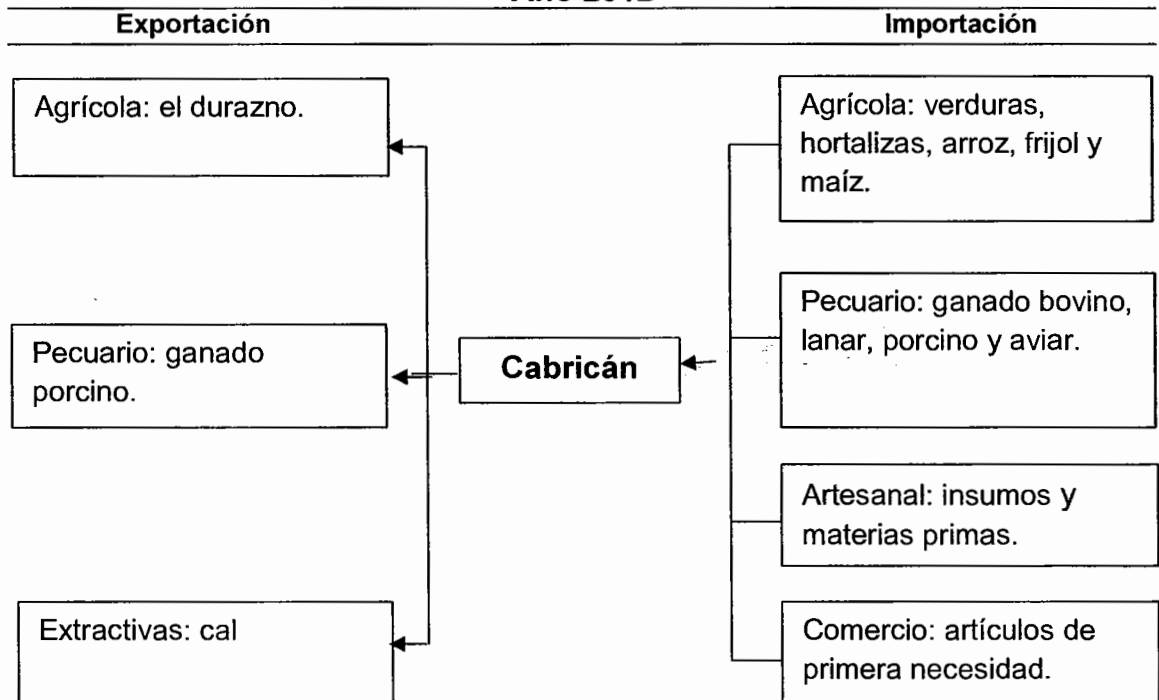 Exportación
Importación
Agrícola: el durazno.
Pecuario: ganado
porcino.
Extractivas: cal
Cabricán
Agrícola: verduras,
hortalizas, arroz, frijol y
maíz.
Pecuario: ganado bovino,
lanar, porcino y aviar.
Artesanal: insumos y
materias primas.
Comercio: artículos de
primera necesidad.